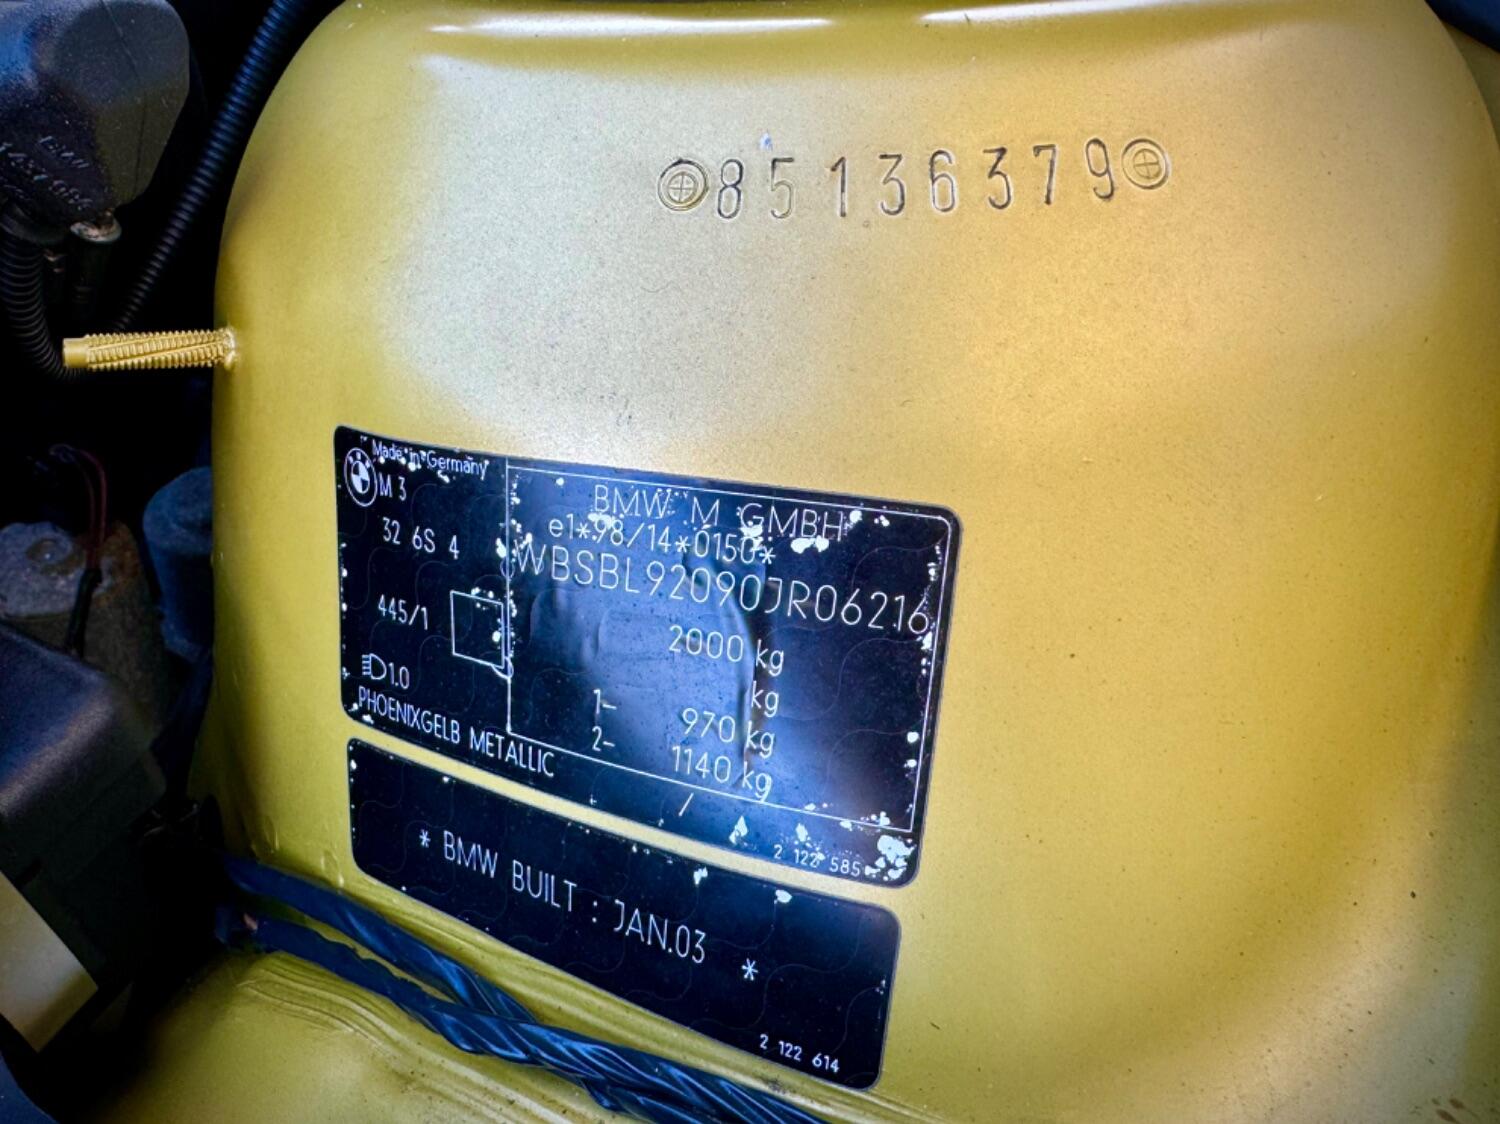 85136379
Made in Germany
M 3
32 6S 4
445/1
1.0
PHOENIXGELB METALLIC
BMW M GMBH
e1*98/14*0150*
WBSBL92090JR06216
2000 kg
kg
1- 970 kg
2- 1140 kg
/
2 122 585
* BMW BUILT : JAN.03 *
2 122 614